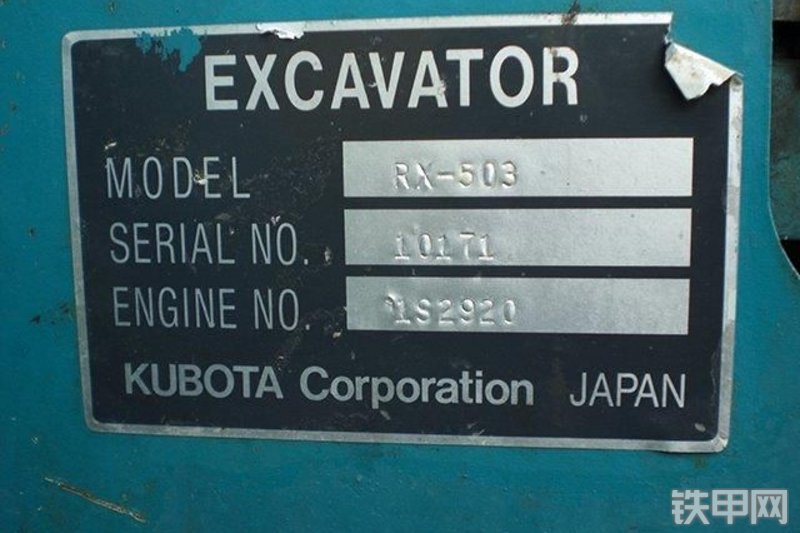 EXCAVATOR
MODEL RX-503
SERIAL NO. 10171
ENGINE NO. 1S2920
KUBOTA Corporation JAPAN
铁甲网